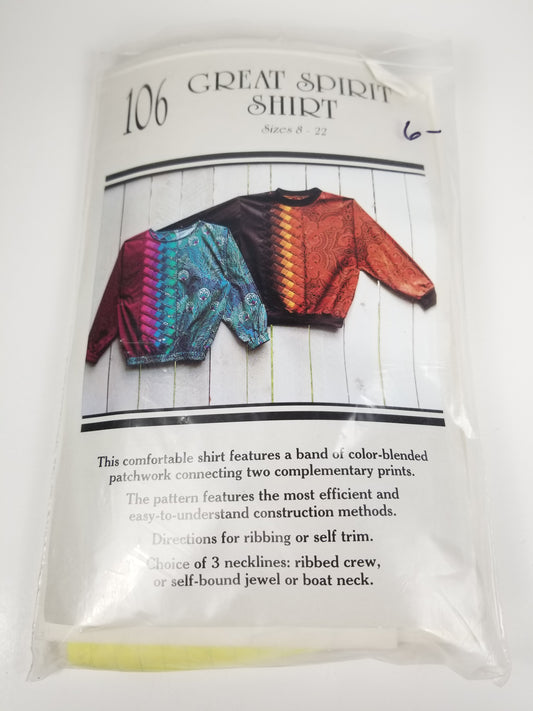 106
GREAT SPIRIT
SHIRT
Sizes 8 - 22
6-
This comfortable shirt features a band of color-blended
patchwork connecting two complementary prints.
The pattern features the most efficient and
easy-to-understand construction methods.
Directions for ribbing or self trim.
Choice of 3 necklines: ribbed crew,
or self-bound jewel or boat neck.